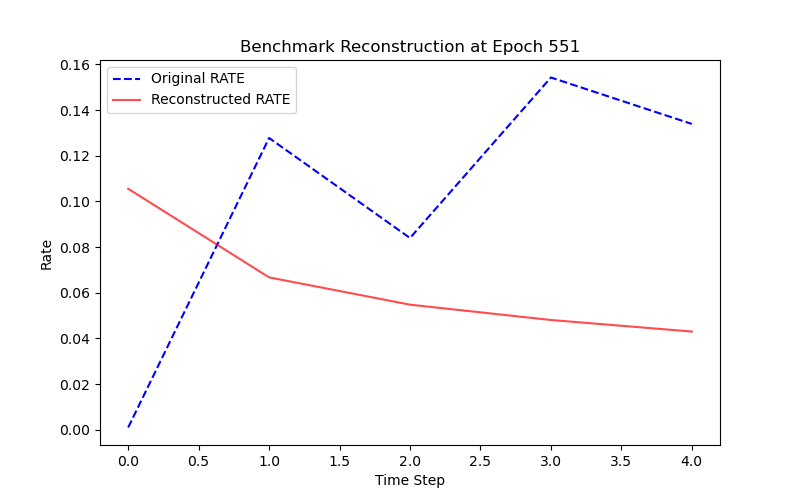 Benchmark Reconstruction at Epoch 551
Original RATE
Reconstructed RATE
Rate
0.16
0.14
0.12
0.10
0.08
0.06
0.04
0.02
0.00
0.0 0.5 1.0 1.5 2.0 2.5 3.0 3.5 4.0
Time Step